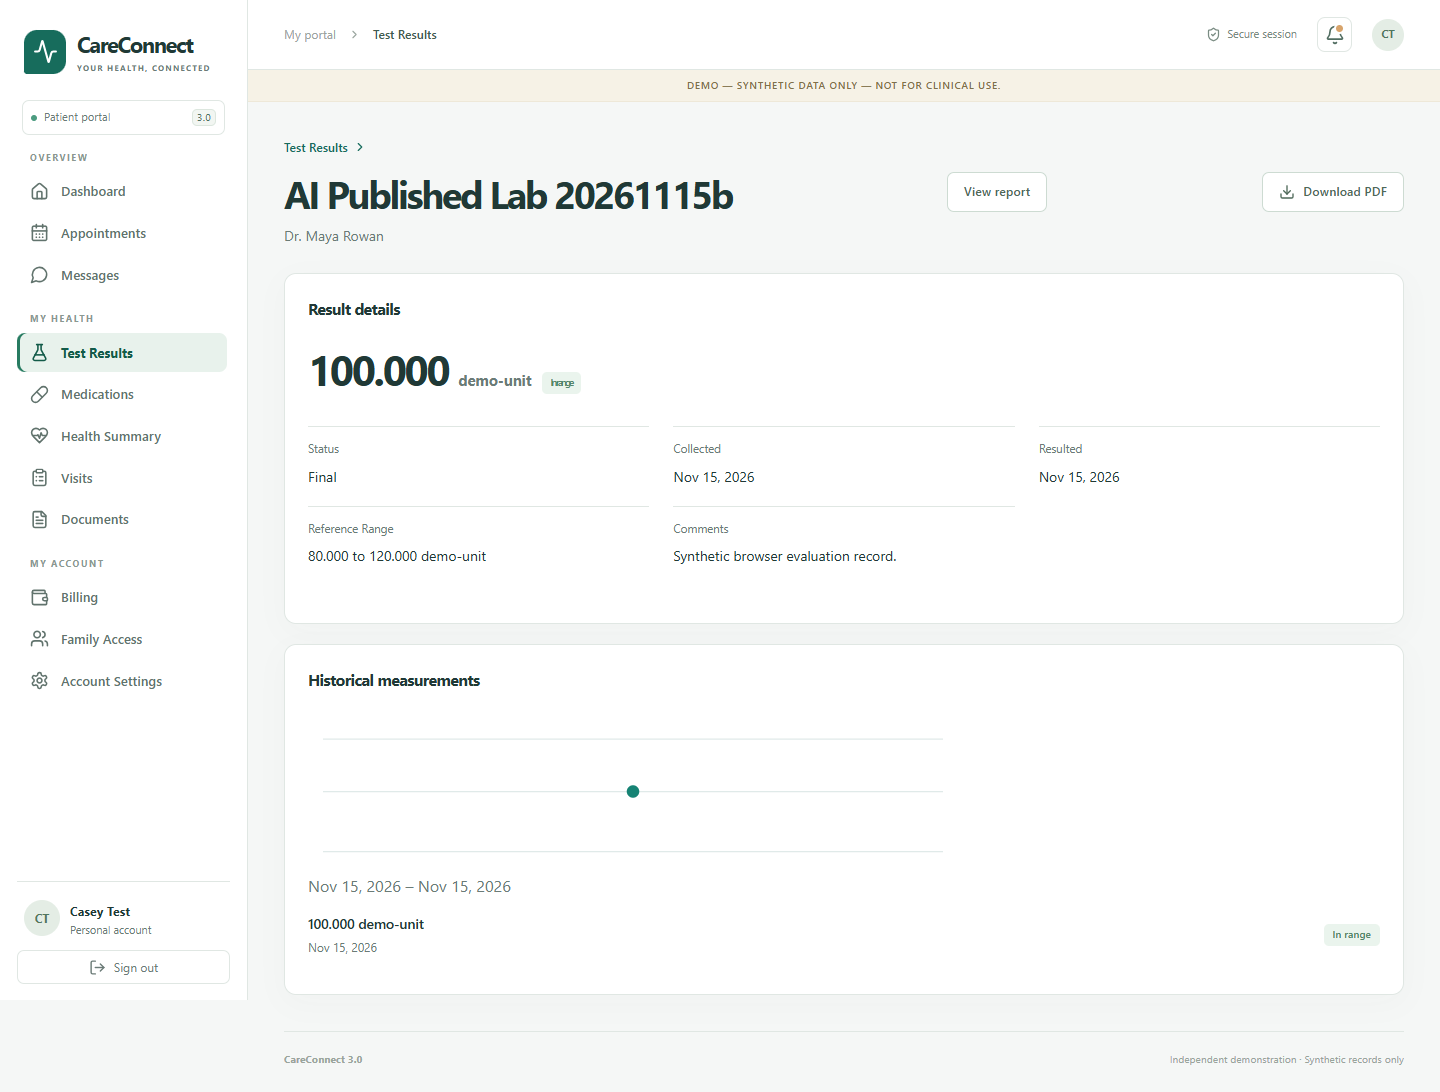 CareConnect
YOUR HEALTH, CONNECTED
Patient portal 3.0
OVERVIEW
Dashboard
Appointments
Messages
MY HEALTH
Test Results
Medications
Health Summary
Visits
Documents
MY ACCOUNT
Billing
Family Access
Account Settings
CT
Casey Test
Personal account
Sign out
My portal Test Results
Secure session
CT
DEMO — SYNTHETIC DATA ONLY — NOT FOR CLINICAL USE.
Test Results
AI Published Lab 20261115b
View report
Download PDF
Dr. Maya Rowan
Result details
100.000 demo-unit In range
Status
Final
Collected
Nov 15, 2026
Resulted
Nov 15, 2026
Reference Range
80.000 to 120.000 demo-unit
Comments
Synthetic browser evaluation record.
Historical measurements
Nov 15, 2026 – Nov 15, 2026
100.000 demo-unit
Nov 15, 2026
In range
CareConnect 3.0
Independent demonstration · Synthetic records only